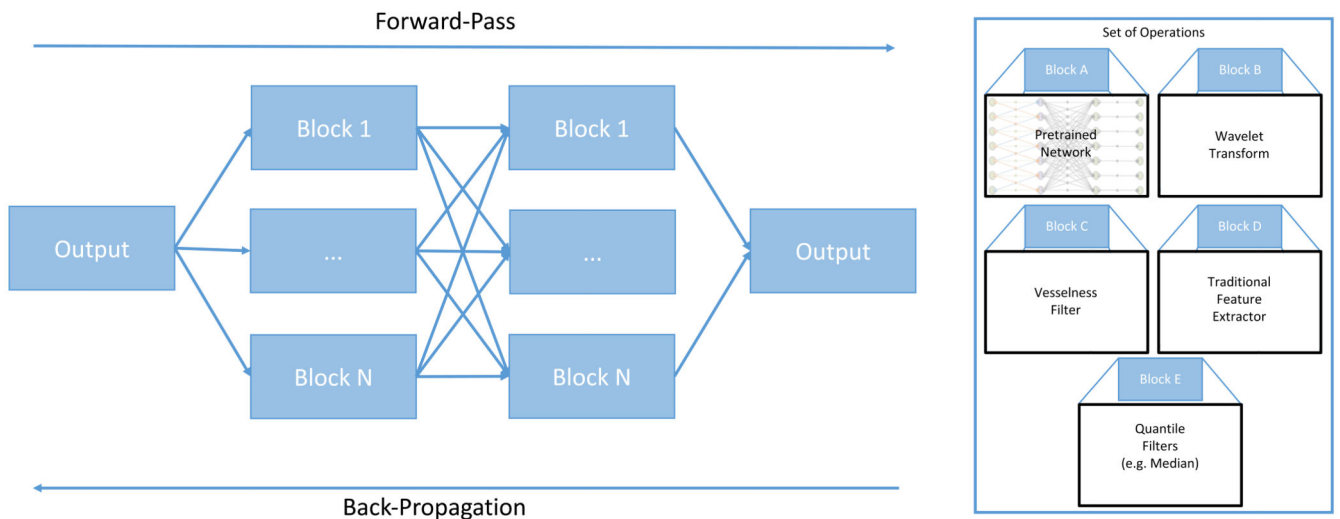 Forward-Pass
Block 1
Block 1
Output
...
...
Output
Block N
Block N
Back-Propagation
Set of Operations
Block A
Block B
Pretrained
Network
Wavelet
Transform
Block C
Block D
Vesselness
Filter
Traditional
Feature
Extractor
Block E
Quantile
Filters
(e.g. Median)